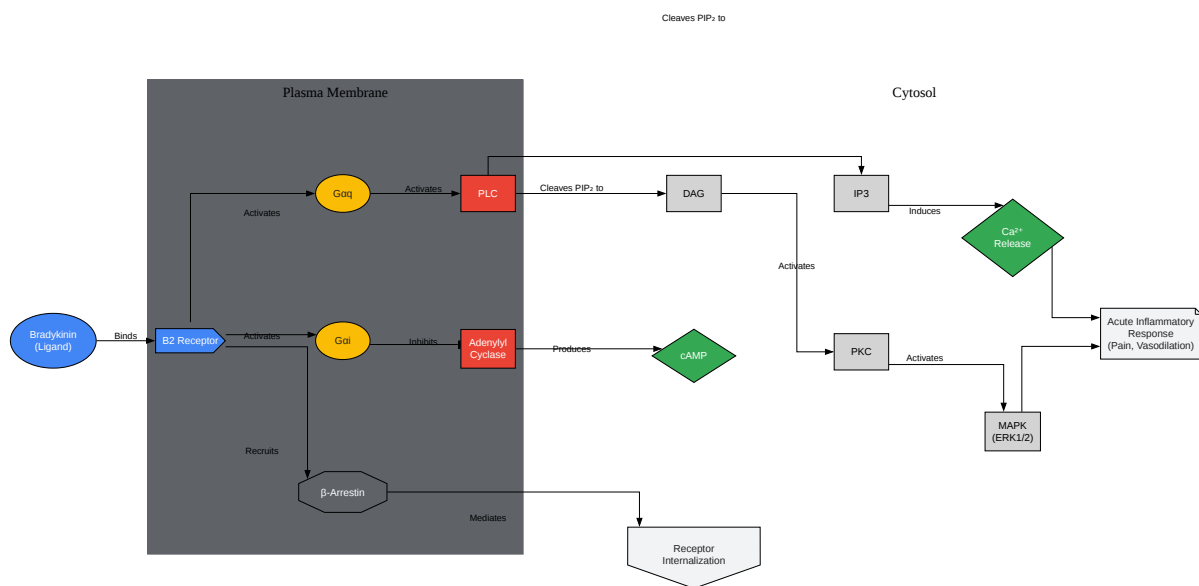 Cleaves PIP₂ to
Plasma Membrane
Cytosol
Gαq
Activates
PLC
Cleaves PIP₂ to
DAG
IP3
Activates
Induces
Ca²⁺
Release
Activates
Bradykinin
(Ligand)
Binds
B2 Receptor
Activates
Gαi
Inhibits
Adenylyl
Cyclase
Produces
cAMP
PKC
Activates
Acute Inflammatory
Response
(Pain, Vasodilation)
MAPK
(ERK1/2)
Recruits
β-Arrestin
Mediates
Receptor
Internalization